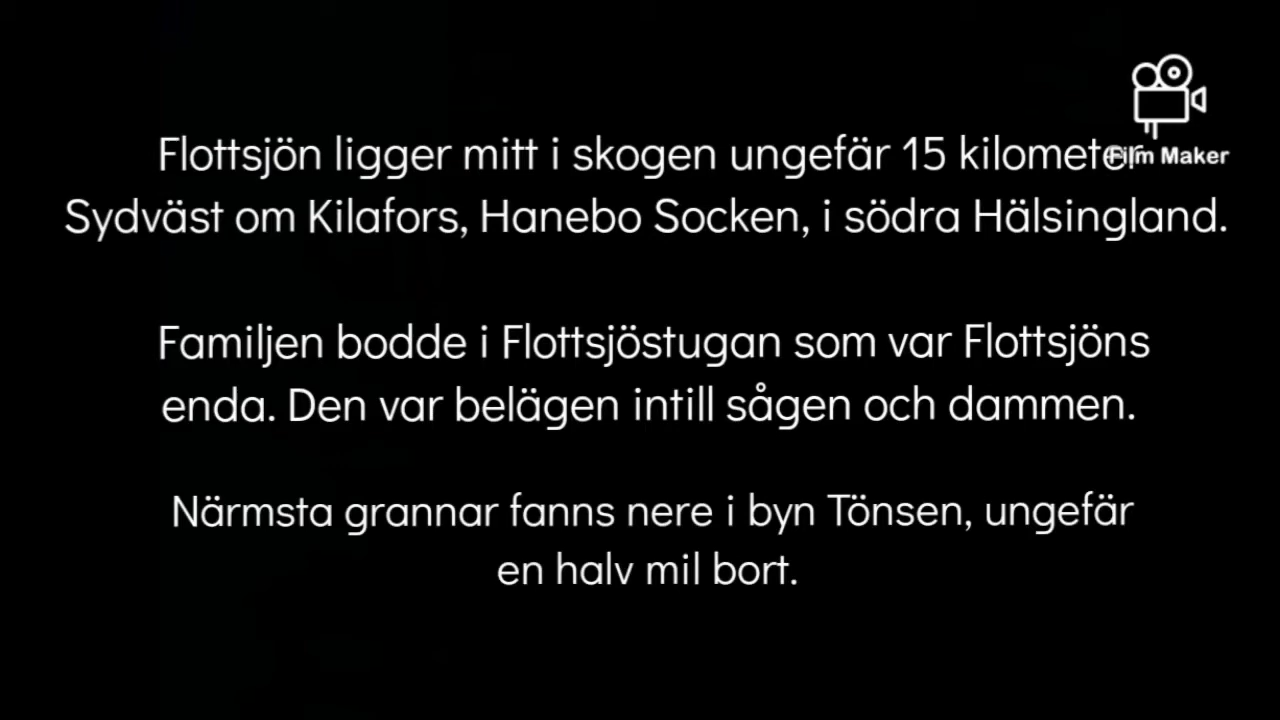 Flottsjön ligger mitt i skogen ungefär 15 kilometer
Film Maker
Sydväst om Kilafors, Hanebo Socken, i södra Hälsingland.
Familjen bodde i Flottsjöstugan som var Flottsjöns
enda. Den var belägen intill sågen och dammen.
Närmsta grannar fanns nere i byn Tönsen, ungefär
en halv mil bort.